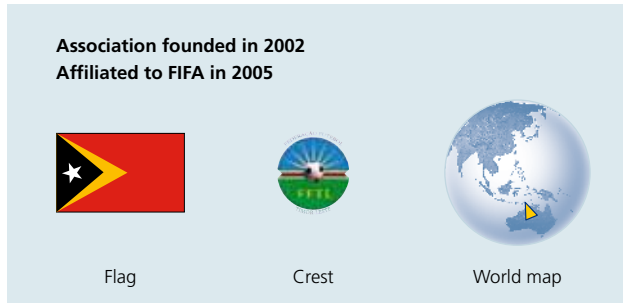 Association founded in 2002
Affiliated to FIFA in 2005
FFTL
Flag
Crest
World map